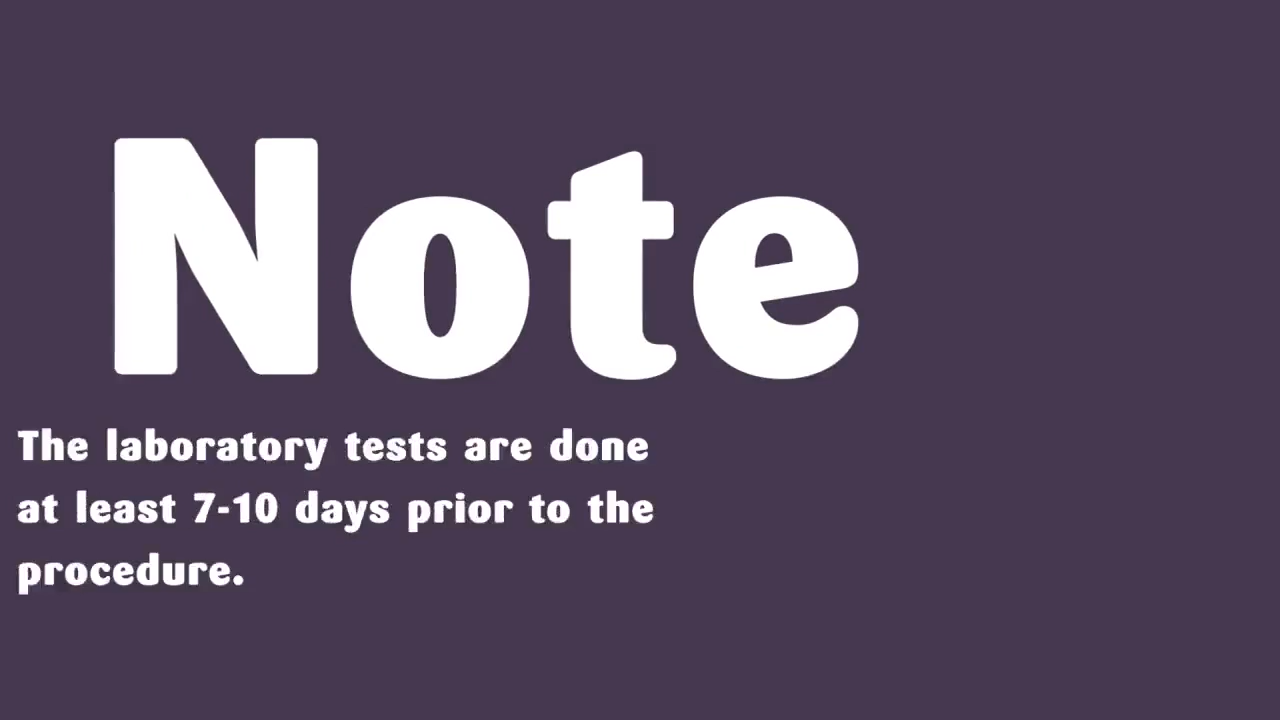 Note
The laboratory tests are done
at least 7-10 days prior to the
procedure.